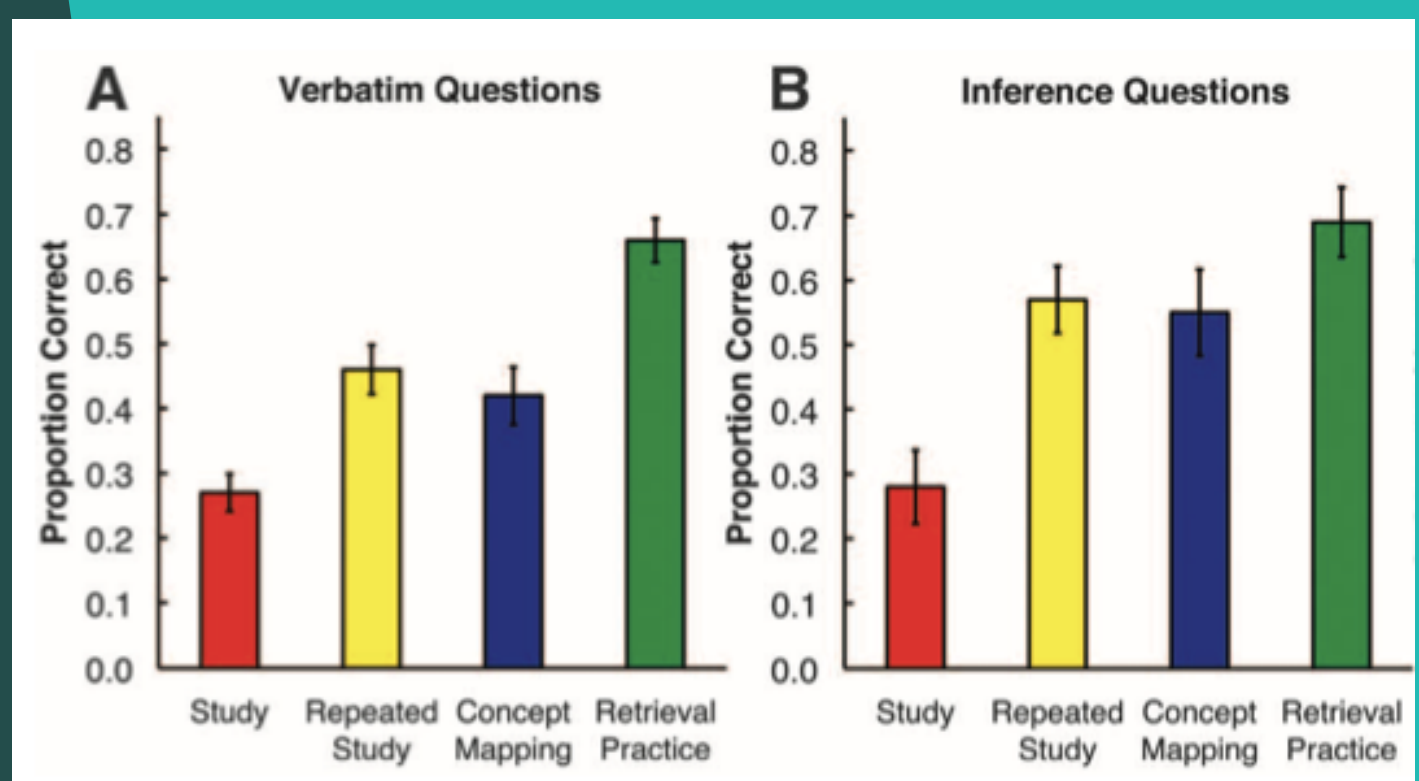 A
Verbatim Questions
Proportion Correct
0.8
0.7
0.6
0.5
0.4
0.3
0.2
0.1
0.0
Study
Repeated
Study
Concept
Mapping
Retrieval
Practice
B
Inference Questions
Proportion Correct
0.8
0.7
0.6
0.5
0.4
0.3
0.2
0.1
0.0
Study
Repeated
Study
Concept
Mapping
Retrieval
Practice